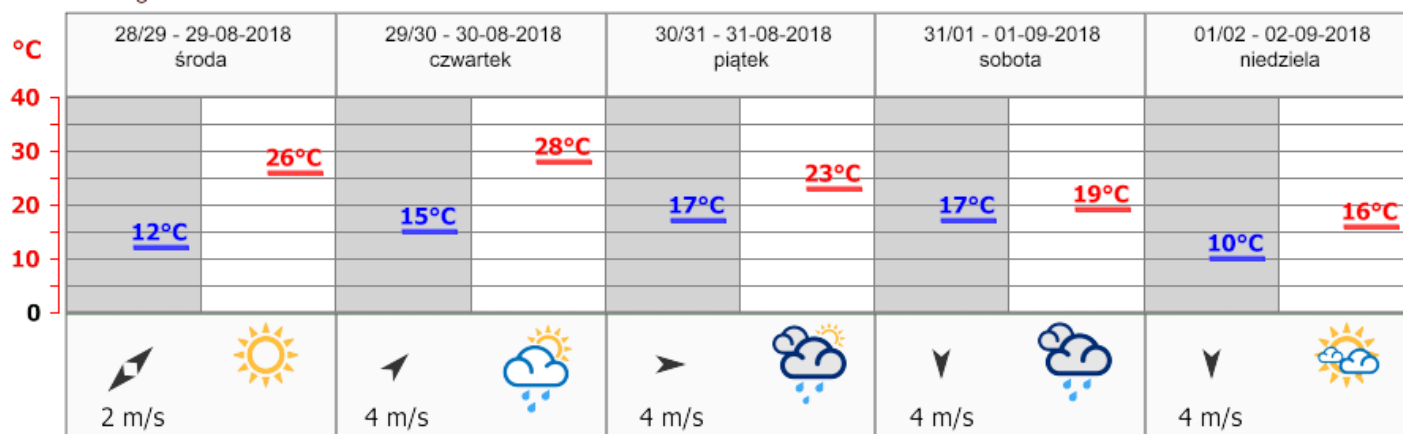 28/29 - 29-08-2018
środa
29/30 - 30-08-2018
czwartek
30/31 - 31-08-2018
piątek
31/01 - 01-09-2018
sobota
01/02 - 02-09-2018
niedziela
°C
40
30
20
10
0
12°C
26°C
15°C
28°C
17°C
23°C
17°C
19°C
10°C
16°C
2 m/s
4 m/s
4 m/s
4 m/s
4 m/s